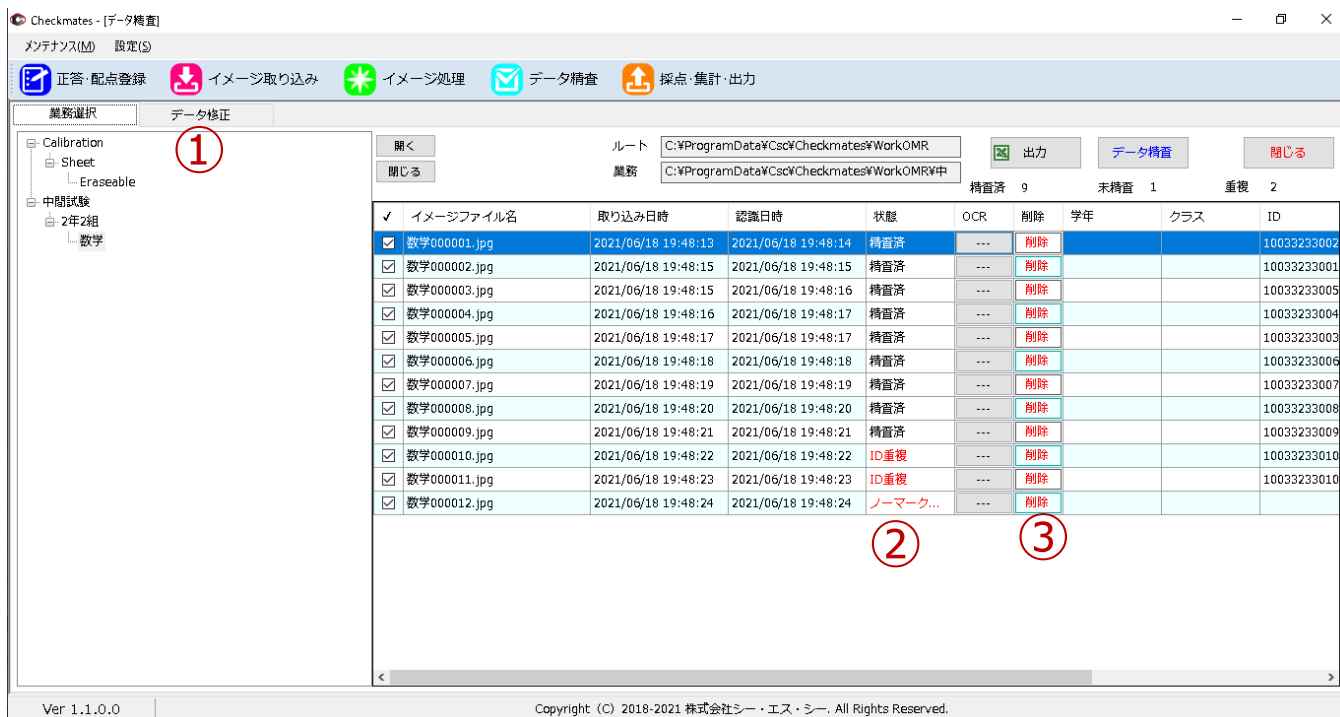 Checkmates - [データ精査]
メンテナンス(M) 設定(S)
正答・配点登録 イメージ取り込み イメージ処理 データ精査 採点・集計・出力
業務選択 データ修正
①
Calibration
Sheet
Eraseable
中間試験
2年2組
数学
開く ルート C:¥ProgramData¥Csc¥Checkmates¥WorkOMR 出力 データ精査 閉じる
閉じる 業務 C:¥ProgramData¥Csc¥Checkmates¥WorkOMR¥中
精査済 9 未精査 1 重複 2
✓ イメージファイル名 取り込み日時 認識日時 状態 OCR 削除 学年 クラス ID
数学000001.jpg 2021/06/18 19:48:13 2021/06/18 19:48:14 精査済 --- 削除 10033233002
数学000002.jpg 2021/06/18 19:48:15 2021/06/18 19:48:15 精査済 --- 削除 10033233001
数学000003.jpg 2021/06/18 19:48:15 2021/06/18 19:48:16 精査済 --- 削除 10033233005
数学000004.jpg 2021/06/18 19:48:16 2021/06/18 19:48:17 精査済 --- 削除 10033233004
数学000005.jpg 2021/06/18 19:48:17 2021/06/18 19:48:17 精査済 --- 削除 10033233003
数学000006.jpg 2021/06/18 19:48:18 2021/06/18 19:48:18 精査済 --- 削除 10033233006
数学000007.jpg 2021/06/18 19:48:19 2021/06/18 19:48:19 精査済 --- 削除 10033233007
数学000008.jpg 2021/06/18 19:48:20 2021/06/18 19:48:20 精査済 --- 削除 10033233008
数学000009.jpg 2021/06/18 19:48:21 2021/06/18 19:48:21 精査済 --- 削除 10033233009
数学000010.jpg 2021/06/18 19:48:22 2021/06/18 19:48:22 ID重複 --- 削除 10033233010
数学000011.jpg 2021/06/18 19:48:23 2021/06/18 19:48:23 ID重複 --- 削除 10033233010
数学000012.jpg 2021/06/18 19:48:24 2021/06/18 19:48:24 ノーマーク... --- 削除
② ③
Ver 1.1.0.0 Copyright (C) 2018-2021 株式会社シー・エス・シー. All Rights Reserved.